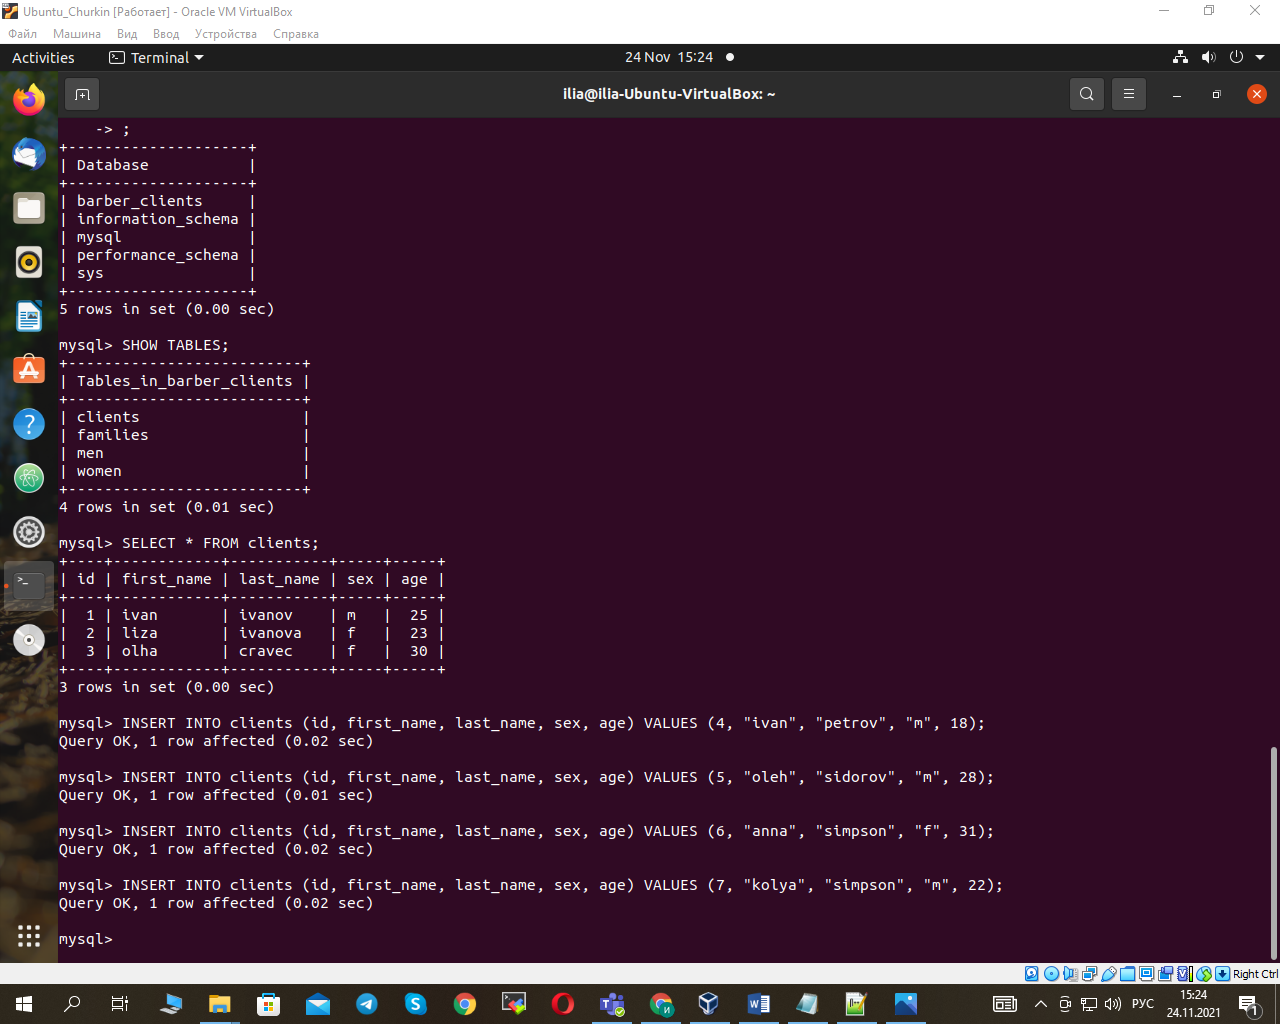 Ubuntu_Churkin [Работает] - Oracle VM VirtualBox
Файл Машина Вид Ввод Устройства Справка
Activities Terminal 24 Nov 15:24
ilia@ilia-Ubuntu-VirtualBox: ~
    -> ;
+--------------------+
| Database           |
+--------------------+
| barber_clients     |
| information_schema |
| mysql              |
| performance_schema |
| sys                |
+--------------------+
5 rows in set (0.00 sec)
mysql> SHOW TABLES;
+--------------------------+
| Tables_in_barber_clients |
+--------------------------+
| clients                  |
| families                 |
| men                      |
| women                    |
+--------------------------+
4 rows in set (0.01 sec)
mysql> SELECT * FROM clients;
+----+------------+-----------+-----+-----+
| id | first_name | last_name | sex | age |
+----+------------+-----------+-----+-----+
|  1 | ivan       | ivanov    | m   |  25 |
|  2 | liza       | ivanova   | f   |  23 |
|  3 | olha       | cravec    | f   |  30 |
+----+------------+-----------+-----+-----+
3 rows in set (0.00 sec)
mysql> INSERT INTO clients (id, first_name, last_name, sex, age) VALUES (4, "ivan", "petrov", "m", 18);
Query OK, 1 row affected (0.02 sec)
mysql> INSERT INTO clients (id, first_name, last_name, sex, age) VALUES (5, "oleh", "sidorov", "m", 28);
Query OK, 1 row affected (0.01 sec)
mysql> INSERT INTO clients (id, first_name, last_name, sex, age) VALUES (6, "anna", "simpson", "f", 31);
Query OK, 1 row affected (0.02 sec)
mysql> INSERT INTO clients (id, first_name, last_name, sex, age) VALUES (7, "kolya", "simpson", "m", 22);
Query OK, 1 row affected (0.02 sec)
mysql>
Right Ctrl
РУС 15:24
24.11.2021
1